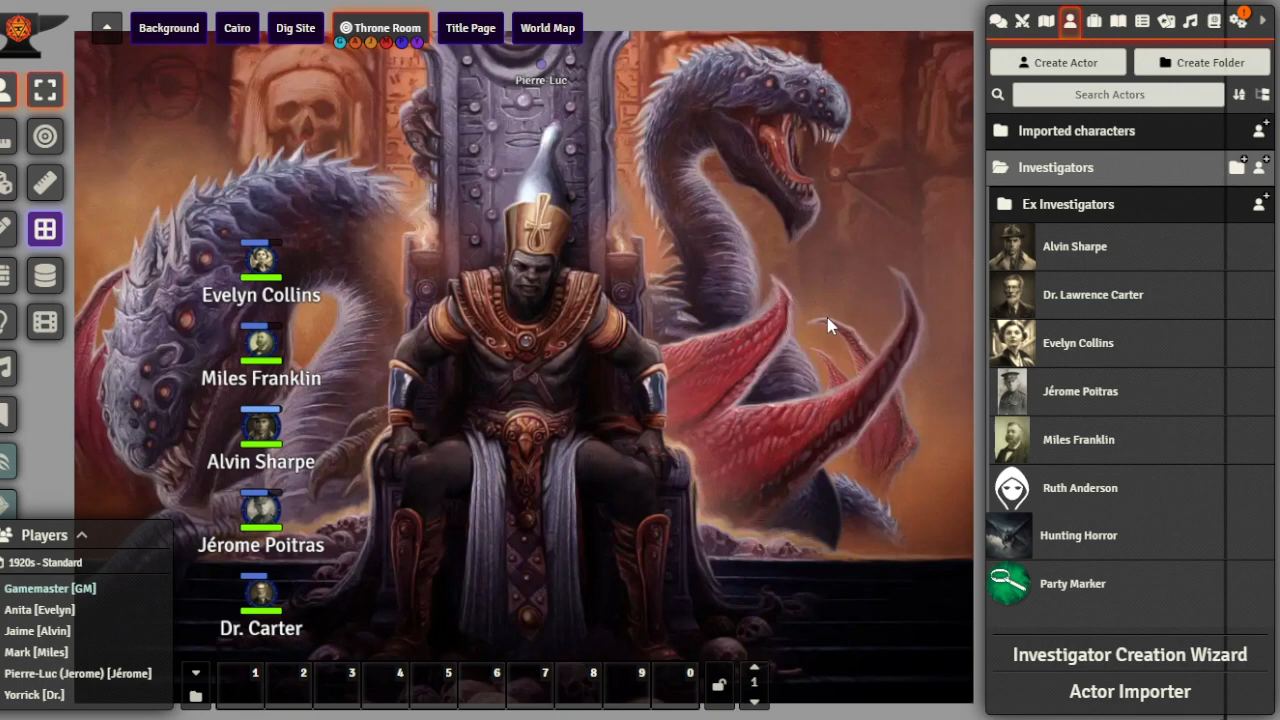 Background
Cairo
Dig Site
Throne Room
Title Page
World Map
Pierre-Luc
Evelyn Collins
Miles Franklin
Alvin Sharpe
Jérome Poitras
Dr. Carter
Players
1920s - Standard
Gamemaster [GM]
Anita [Evelyn]
Jaime [Alvin]
Mark [Miles]
Pierre-Luc (Jerome) [Jérome]
Yorrick [Dr.]
1 2 3 4 5 6 7 8 9 0
1
Create Actor
Create Folder
Search Actors
Imported characters
Investigators
Ex Investigators
Alvin Sharpe
Dr. Lawrence Carter
Evelyn Collins
Jérome Poitras
Miles Franklin
Ruth Anderson
Hunting Horror
Party Marker
Investigator Creation Wizard
Actor Importer